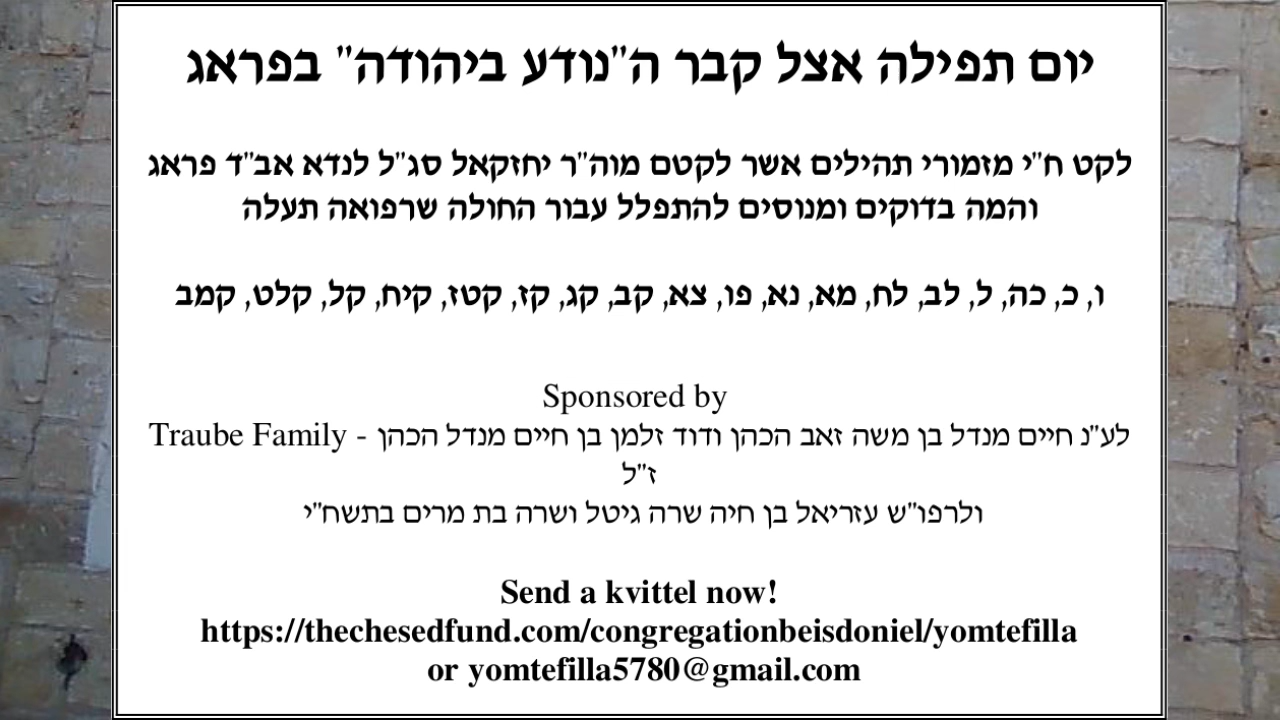 יום תפילה אצל קבר ה"נודע ביהודה" בפראג
לקט ח"י מזמורי תהילים אשר לקטם מוה"ר יחזקאל סג"ל לנדא אב"ד פראג
והמה בדוקים ומנוסים להתפלל עבור החולה שרפואה תעלה
ו, כ, כה, ל, לב, לח, מא, נא, פו, צא, קב, קג, קז, קטז, קיח, קל, קלט, קמב
Sponsored by
Traube Family - לע"נ חיים מנדל בן משה זאב הכהן ודוד זלמן בן חיים מנדל הכהן
ז"ל
ולרפו"ש עזריאל בן חיה שרה גיטל ושרה בת מרים בתשח"י
Send a kvittel now!
https://thechesedfund.com/congregationbeisdoniel/yomtefilla
or yomtefilla5780@gmail.com